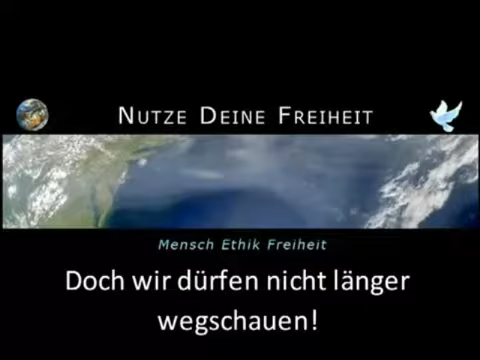 NUTZE DEINE FREIHEIT
Mensch Ethik Freiheit
Doch wir dürfen nicht länger
wegschauen!